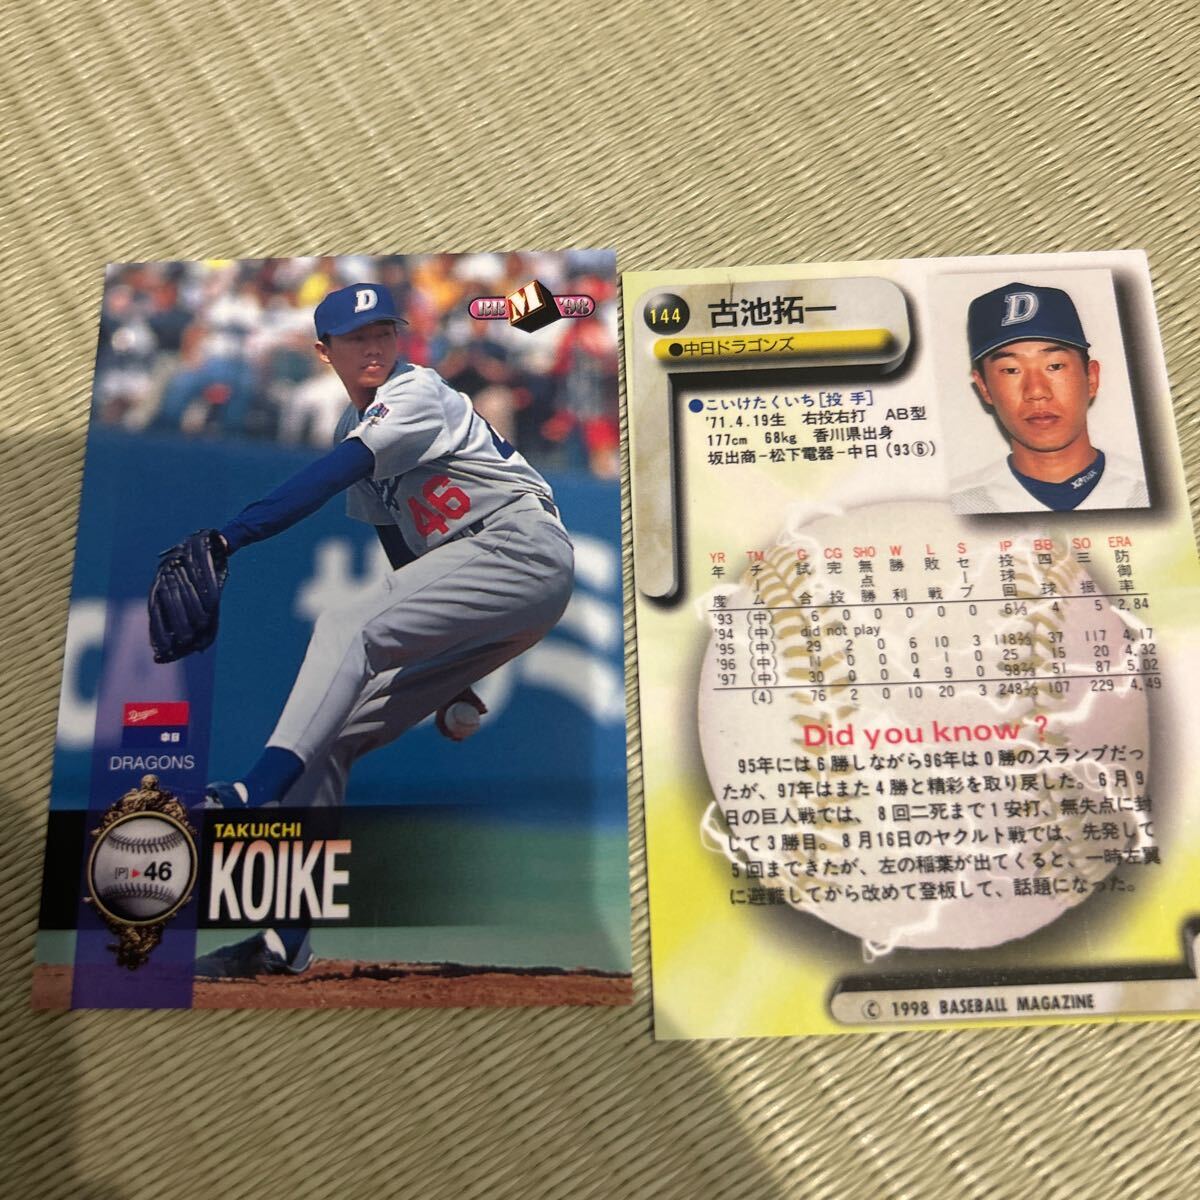 D
BB M '98
46
Dragons
中日
DRAGONS
[P] ▶ 46
TAKUICHI
KOIKE
144 古池拓一
●中日ドラゴンズ
●こいけたくいち[投 手]
'71.4.19生 右投右打 AB型
177cm 68kg 香川県出身
坂出商−松下電器−中日(93⑥)
D
YR TM G CG SHO W L S IP BB SO ERA
年度 チーム 試合 完投 無点勝 勝利 敗戦 セーブ 投球回 四球 三振 防御率
'93 (中) 6 0 0 0 0 0 6⅓ 4 5 2.84
'94 (中) did not play
'95 (中) 29 2 0 6 10 3 118⅔ 37 117 4.17
'96 (中) 11 0 0 0 1 0 25 15 20 4.32
'97 (中) 30 0 0 4 9 0 98⅔ 51 87 5.02
(4) 76 2 0 10 20 3 248⅔ 107 229 4.49
Did you know ?
95年には6勝しながら96年は0勝のスランプだっ
たが、97年はまた4勝と精彩を取り戻した。6月9
日の巨人戦では、8回二死まで1安打、無失点に封
じて3勝目。8月16日のヤクルト戦では、先発して
5回まできたが、左の稲葉が出てくると、一時左翼
に避難してから改めて登板して、話題になった。
© 1998 BASEBALL MAGAZINE